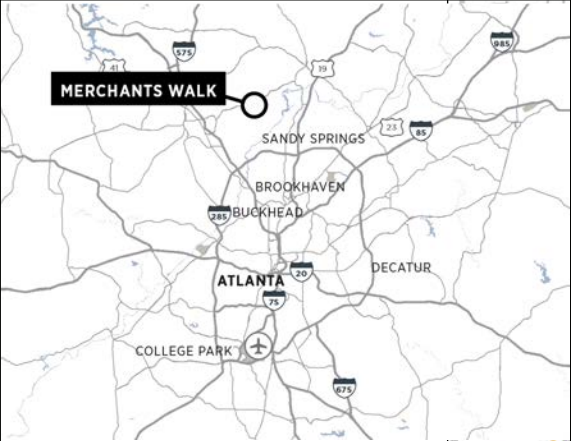 985
575
41
19
MERCHANTS WALK
23
85
SANDY SPRINGS
BROOKHAVEN
285
BUCKHEAD
DECATUR
20
ATLANTA
75
COLLEGE PARK
675